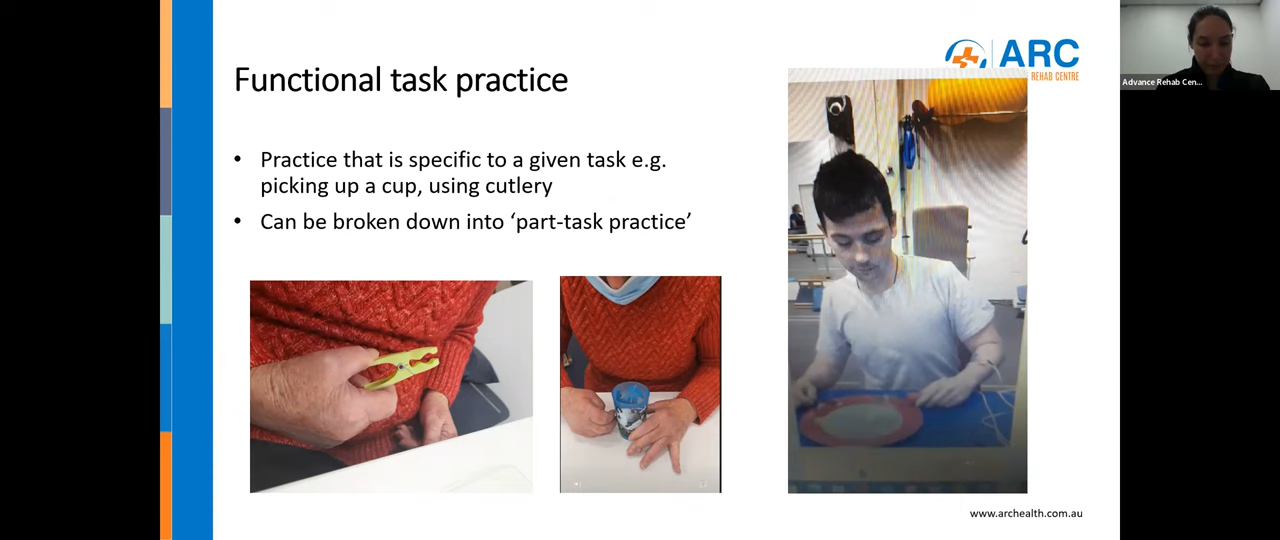 ARC
REHAB CENTRE
Functional task practice
• Practice that is specific to a given task e.g.
picking up a cup, using cutlery
• Can be broken down into ‘part-task practice’
www.archealth.com.au
Advance Rehab Cen...